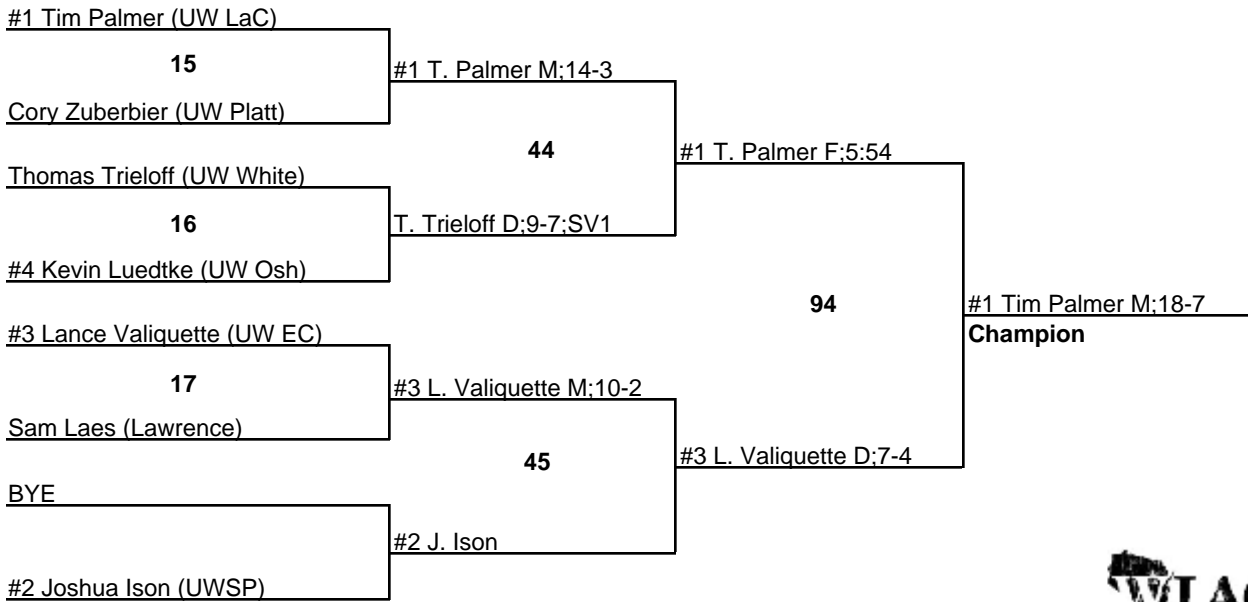 #1 Tim Palmer (UW LaC)
15
#1 T. Palmer M;14-3
Cory Zuberbier (UW Platt)
44
#1 T. Palmer F;5:54
Thomas Trieloff (UW White)
16
T. Trieloff D;9-7;SV1
#4 Kevin Luedtke (UW Osh)
94
#1 Tim Palmer M;18-7
Champion
#3 Lance Valiquette (UW EC)
17
#3 L. Valiquette M;10-2
Sam Laes (Lawrence)
45
#3 L. Valiquette D;7-4
BYE
#2 J. Ison
#2 Joshua Ison (UWSP)